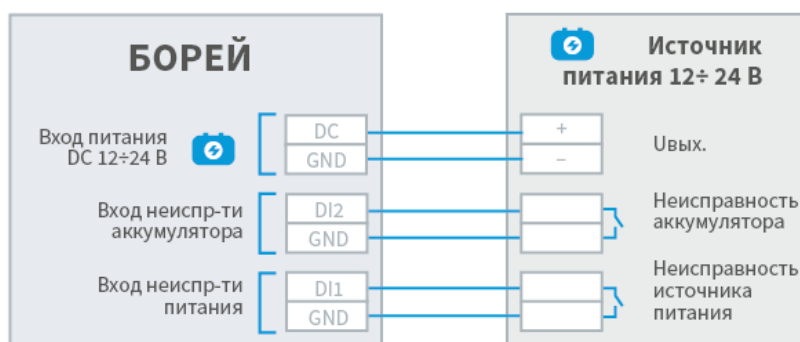 БОРЕЙ
Вход питания
DC 12÷24 В
DC
GND
Вход неиспр-ти
аккумулятора
DI2
GND
Вход неиспр-ти
питания
DI1
GND
Источник
питания 12÷ 24 В
+
−
Uвых.
Неисправность
аккумулятора
Неисправность
источника
питания